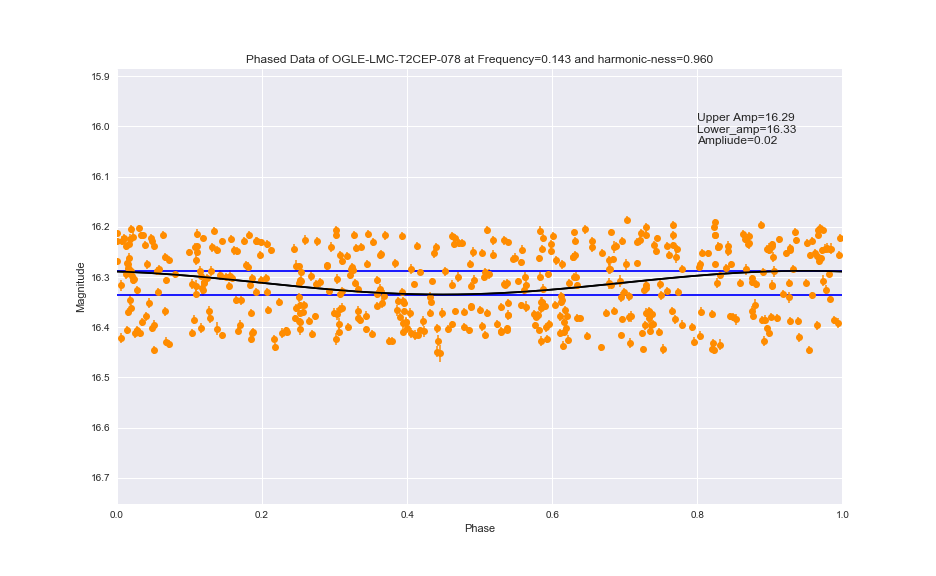 Phased Data of OGLE-LMC-T2CEP-078 at Frequency=0.143 and harmonic-ness=0.960
15.9
16.0
16.1
16.2
16.3
16.4
16.5
16.6
16.7
Magnitude
Upper Amp=16.29
Lower_amp=16.33
Ampliude=0.02
0.0
0.2
0.4
0.6
0.8
1.0
Phase